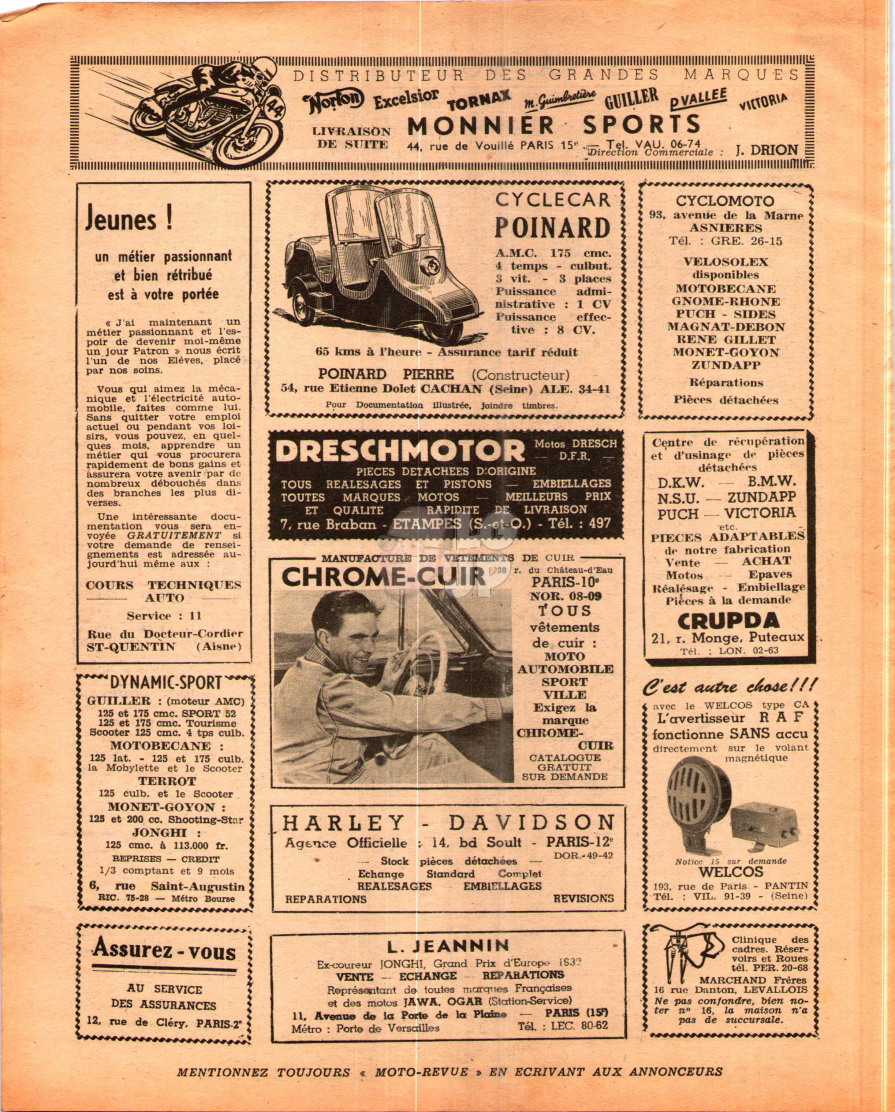 DISTRIBUTEUR DES GRANDES MARQUES
Norton Excelsior TORNAX M. Guimbretière GUILLER P. VALLEE VICTORIA
LIVRAISON
DE SUITE
MONNIER SPORTS
44, rue de Vouillé PARIS 15e — Tel. VAU. 06-74
Direction Commerciale : J. DRION
44
Jeunes !
un métier passionnant
et bien rétribué
est à votre portée
« J'ai maintenant un
métier passionnant et l'es-
poir de devenir moi-même
un jour Patron » nous écrit
l'un de nos Elèves, placé
par nos soins.
Vous qui aimez la méca-
nique et l'électricité auto-
mobile, faites comme lui.
Sans quitter votre emploi
actuel ou pendant vos loi-
sirs, vous pouvez, en quel-
ques mois, apprendre un
métier qui vous procurera
rapidement de bons gains et
assurera votre avenir par de
nombreux débouchés dans
des branches les plus di-
verses.
Une intéressante docu-
mentation vous sera en-
voyée GRATUITEMENT si
votre demande de rensei-
gnements est adressée au-
jourd'hui même aux :
COURS TECHNIQUES
AUTO
Service : 11
Rue du Docteur-Cordier
ST-QUENTIN (Aisne)
CYCLECAR
POINARD
A.M.C. 175 cmc.
4 temps - culbut.
3 vit. - 3 places
Puissance admi-
nistrative : 1 CV
Puissance effec-
tive : 8 CV.
65 kms à l'heure - Assurance tarif réduit
POINARD PIERRE (Constructeur)
54, rue Etienne Dolet CACHAN (Seine) ALE. 34-41
Pour Documentation illustrée, joindre timbres.
CYCLOMOTO
93, avenue de la Marne
ASNIERES
Tél. : GRE. 26-15
VELOSOLEX
disponibles
MOTOBECANE
GNOME-RHONE
PUCH - SIDES
MAGNAT-DEBON
RENE GILLET
MONET-GOYON
ZUNDAPP
Réparations
Pièces détachées
DRESCHMOTOR
Motos DRESCH
— D.F.R. —
PIECES DETACHEES D'ORIGINE
TOUS REALESAGES ET PISTONS — EMBIELLAGES
TOUTES MARQUES MOTOS — MEILLEURS PRIX
ET QUALITE RAPIDITE DE LIVRAISON
7, rue Braban - ETAMPES (S.-et-O.) - Tél. : 497
Centre de récupération
et d'usinage de pièces
détachées
D.K.W. — B.M.W.
N.S.U. — ZUNDAPP
PUCH — VICTORIA
etc.
PIECES ADAPTABLES
de notre fabrication
Vente — ACHAT
Motos — Epaves
Réalésage - Embiellage
Pièces à la demande
CRUPDA
21, r. Monge, Puteaux
Tél. : LON. 02-63
MANUFACTURE DE VETEMENTS DE CUIR
CHROME-CUIR
38 r. du Château-d'Eau
PARIS-10e
NOR. 08-09
TOUS
vêtements
de cuir :
MOTO
AUTOMOBILE
SPORT
VILLE
Exigez la
marque
CHROME-
CUIR
CATALOGUE
GRATUIT
SUR DEMANDE
DYNAMIC-SPORT
GUILLER : (moteur AMC)
125 et 175 cmc. SPORT 52
125 et 175 cmc. Tourisme
Scooter 125 cmc. 4 tps culb.
MOTOBECANE :
125 lat. - 125 et 175 culb.
la Mobylette et le Scooter
TERROT
125 culb. et le Scooter
MONET-GOYON :
125 et 200 cc. Shooting-Star
JONGHI :
125 cmc. à 113.000 fr.
REPRISES — CREDIT
1/3 comptant et 9 mois
6, rue Saint-Augustin
RIC. 75-28 — Métro Bourse
C'est autre chose!!!
avec le WELCOS type CA
L'avertisseur RAF
fonctionne SANS accu
directement sur le volant
magnétique
Notice 15 sur demande
WELCOS
193, rue de Paris - PANTIN
Tél. : VIL. 91-39 - (Seine)
HARLEY - DAVIDSON
Agence Officielle : 14, bd Soult - PARIS-12e
— Stock pièces détachées — DOR.-49-42
Echange Standard Complet
REALESAGES EMBIELLAGES
REPARATIONS REVISIONS
Assurez-vous
AU SERVICE
DES ASSURANCES
12, rue de Cléry, PARIS-2e
L. JEANNIN
Ex-coureur JONGHI, Grand Prix d'Europe 1932
VENTE — ECHANGE — REPARATIONS
Représentant de toutes marques Françaises
et des motos JAWA, OGAR (Station-Service)
11, Avenue de la Porte de la Plaine — PARIS (15e)
Métro : Porte de Versailles Tél. : LEC. 80-62
Clinique des
cadres. Réser-
voirs et Roues
tél. PER. 20-68
MARCHAND Frères
16 rue Danton, LEVALLOIS
Ne pas confondre, bien no-
ter n° 16, la maison n'a
pas de succursale.
MENTIONNEZ TOUJOURS « MOTO-REVUE » EN ECRIVANT AUX ANNONCEURS